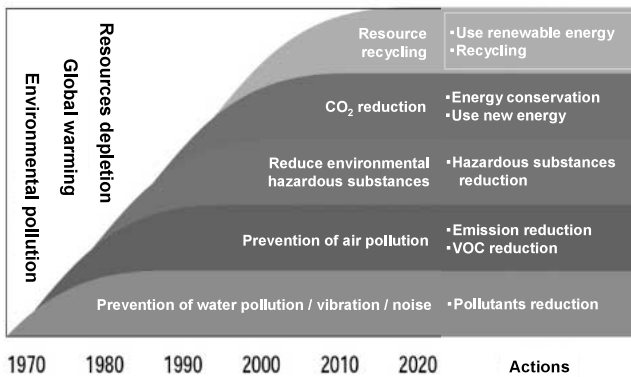 Environmental pollution
Global warming
Resources depletion
Resource
recycling
▪Use renewable energy
▪Recycling
CO₂ reduction
▪Energy conservation
▪Use new energy
Reduce environmental
hazardous substances
▪Hazardous substances
reduction
Prevention of air pollution
▪Emission reduction
▪VOC reduction
Prevention of water pollution / vibration / noise
▪Pollutants reduction
1970 1980 1990 2000 2010 2020 Actions